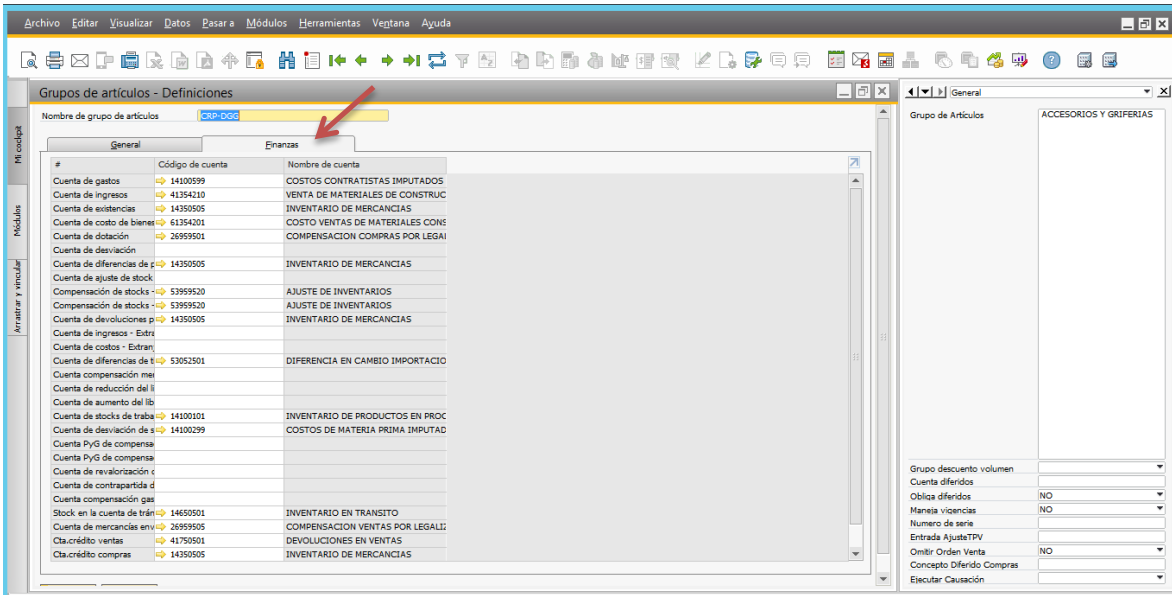 Archivo Editar Visualizar Datos Pasar a Módulos Herramientas Ventana Ayuda
Grupos de artículos - Definiciones
Nombre de grupo de artículos CRP-DGG
General Finanzas
# Código de cuenta Nombre de cuenta
Cuenta de gastos 14100599 COSTOS CONTRATISTAS IMPUTADOS
Cuenta de ingresos 41354210 VENTA DE MATERIALES DE CONSTRUC
Cuenta de existencias 14350505 INVENTARIO DE MERCANCIAS
Cuenta de costo de bienes 61354201 COSTO VENTAS DE MATERIALES CONS
Cuenta de dotación 26959501 COMPENSACION COMPRAS POR LEGAI
Cuenta de desviación
Cuenta de diferencias de p 14350505 INVENTARIO DE MERCANCIAS
Cuenta de ajuste de stock
Compensación de stocks - 53959520 AJUSTE DE INVENTARIOS
Compensación de stocks - 53959520 AJUSTE DE INVENTARIOS
Cuenta de devoluciones p 14350505 INVENTARIO DE MERCANCIAS
Cuenta de ingresos - Extra
Cuenta de costos - Extranj
Cuenta de diferencias de t 53052501 DIFERENCIA EN CAMBIO IMPORTACIO
Cuenta compensación mer
Cuenta de reducción del li
Cuenta de aumento del lib
Cuenta de stocks de traba 14100101 INVENTARIO DE PRODUCTOS EN PROC
Cuenta de desviación de s 14100299 COSTOS DE MATERIA PRIMA IMPUTAD
Cuenta PyG de compensa
Cuenta PyG de compensa
Cuenta de revalorización d
Cuenta de contrapartida d
Cuenta compensación gas
Stock en la cuenta de trán 14650501 INVENTARIO EN TRANSITO
Cuenta de mercancías env 26959505 COMPENSACION VENTAS POR LEGALIZ
Cta.crédito ventas 41750501 DEVOLUCIONES EN VENTAS
Cta.crédito compras 14350505 INVENTARIO DE MERCANCIAS
Mi cockpit
Módulos
Arrastrar y vincular
General
Grupo de Artículos ACCESORIOS Y GRIFERIAS
Grupo descuento volumen
Cuenta diferidos
Obliga diferidos NO
Maneja vigencias NO
Numero de serie
Entrada AjusteTPV
Omitir Orden Venta NO
Concepto Diferido Compras
Ejecutar Causación